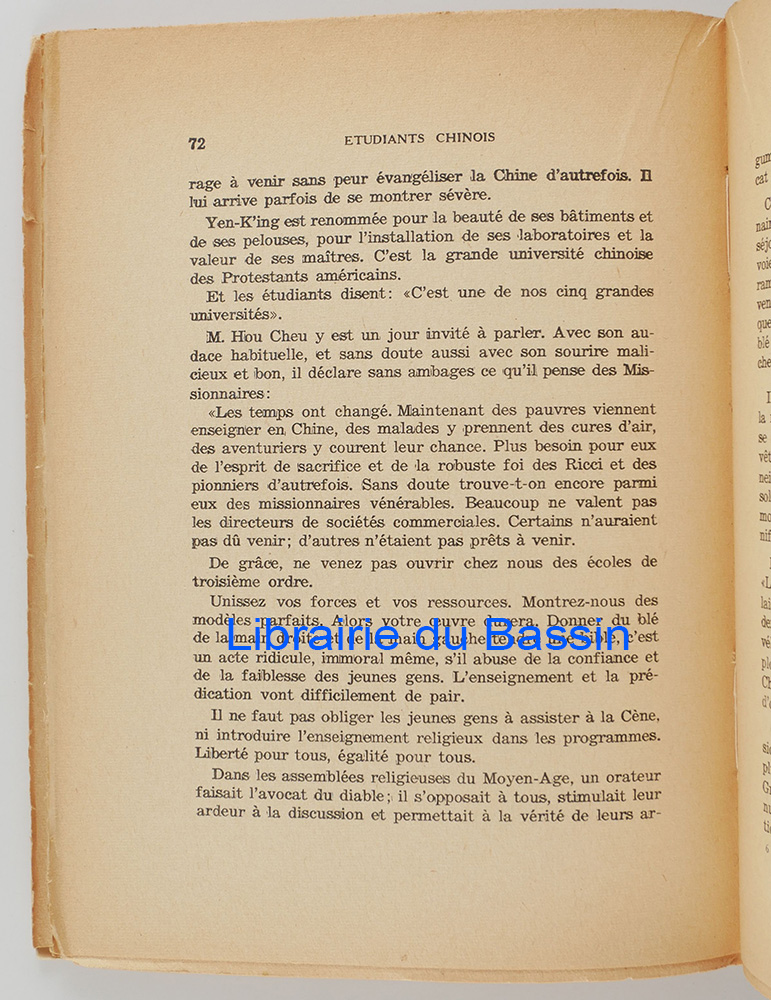 72 ETUDIANTS CHINOIS
rage à venir sans peur évangéliser la Chine d'autrefois. Il
lui arrive parfois de se montrer sévère.
Yen-K'ing est renommée pour la beauté de ses bâtiments et
de ses pelouses, pour l'installation de ses laboratoires et la
valeur de ses maîtres. C'est la grande université chinoise
des Protestants américains.
Et les étudiants disent: «C'est une de nos cinq grandes
universités».
M. Hou Cheu y est un jour invité à parler. Avec son au-
dace habituelle, et sans doute aussi avec son sourire mali-
cieux et bon, il déclare sans ambages ce qu'il pense des Mis-
sionnaires:
«Les temps ont changé. Maintenant des pauvres viennent
enseigner en Chine, des malades y prennent des cures d'air,
des aventuriers y courent leur chance. Plus besoin pour eux
de l'esprit de sacrifice et de la robuste foi des Ricci et des
pionniers d'autrefois. Sans doute trouve-t-on encore parmi
eux des missionnaires vénérables. Beaucoup ne valent pas
les directeurs de sociétés commerciales. Certains n'auraient
pas dû venir; d'autres n'étaient pas prêts à venir.
De grâce, ne venez pas ouvrir chez nous des écoles de
troisième ordre.
Unissez vos forces et vos ressources. Montrez-nous des
modèles parfaits. Alors votre œuvre durera. Donner du blé
Librairie du Bassin
de la main droite et de la main gauche tendre une bible, c'est
un acte ridicule, immoral même, s'il abuse de la confiance et
de la faiblesse des jeunes gens. L'enseignement et la pré-
dication vont difficilement de pair.
Il ne faut pas obliger les jeunes gens à assister à la Cène,
ni introduire l'enseignement religieux dans les programmes.
Liberté pour tous, égalité pour tous.
Dans les assemblées religieuses du Moyen-Age, un orateur
faisait l'avocat du diable; il s'opposait à tous, stimulait leur
ardeur à la discussion et permettait à la vérité de leurs ar-